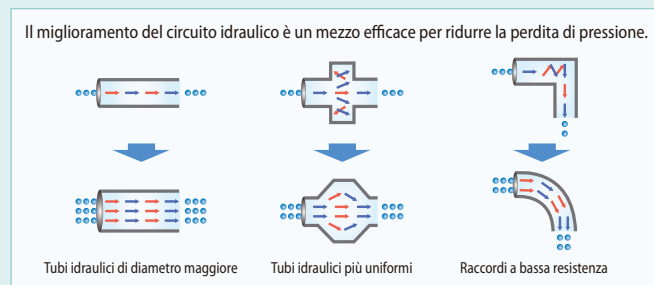 Il miglioramento del circuito idraulico è un mezzo efficace per ridurre la perdita di pressione.
Tubi idraulici di diametro maggiore
Tubi idraulici più uniformi
Raccordi a bassa resistenza